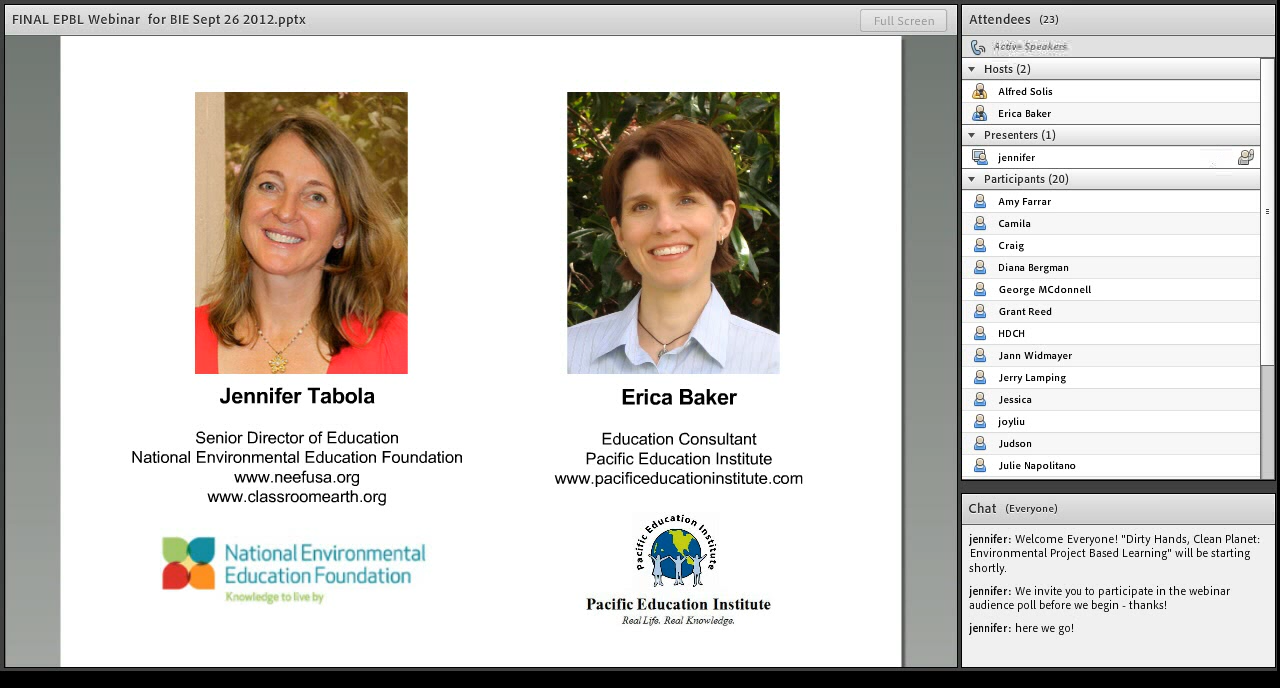 FINAL EPBL Webinar  for BIE Sept 26 2012.pptx
Full Screen
Jennifer Tabola
Senior Director of Education
National Environmental Education Foundation
www.neefusa.org
www.classroomearth.org
National Environmental
Education Foundation
Knowledge to live by
Erica Baker
Education Consultant
Pacific Education Institute
www.pacificeducationinstitute.com
Pacific Education Institute
Pacific Education Institute
Real Life. Real Knowledge.
Attendees (23)
Active Speakers
Hosts (2)
Alfred Solis
Erica Baker
Presenters (1)
jennifer
Participants (20)
Amy Farrar
Camila
Craig
Diana Bergman
George MCdonnell
Grant Reed
HDCH
Jann Widmayer
Jerry Lamping
Jessica
joyliu
Judson
Julie Napolitano
Chat (Everyone)
jennifer: Welcome Everyone! "Dirty Hands, Clean Planet:
Environmental Project Based Learning" will be starting
shortly.
jennifer: We invite you to participate in the webinar
audience poll before we begin - thanks!
jennifer: here we go!